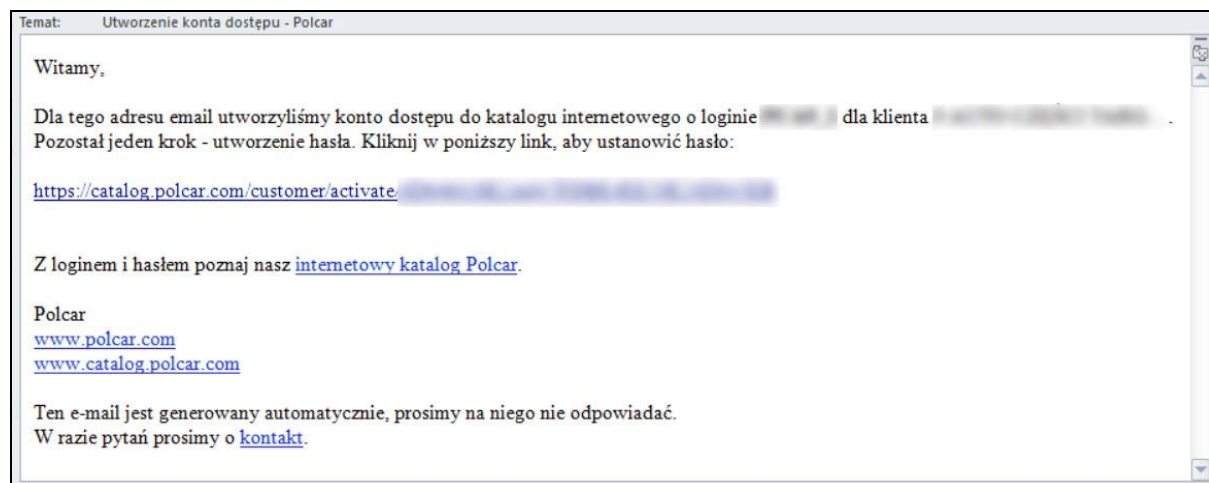 Temat: Utworzenie konta dostępu - Polcar
Witamy,
Dla tego adresu email utworzyliśmy konto dostępu do katalogu internetowego o loginie dla klienta .
Pozostał jeden krok - utworzenie hasła. Kliknij w poniższy link, aby ustanowić hasło:
https://catalog.polcar.com/customer/activate/
Z loginem i hasłem poznaj nasz internetowy katalog Polcar.
Polcar
www.polcar.com
www.catalog.polcar.com
Ten e-mail jest generowany automatycznie, prosimy na niego nie odpowiadać.
W razie pytań prosimy o kontakt.